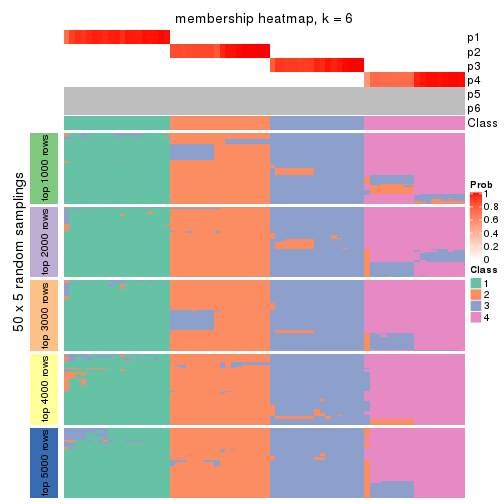 membership heatmap, k = 6
p1
p2
p3
p4
p5
p6
Class
50 x 5 random samplings
top 1000 rows
top 2000 rows
top 3000 rows
top 4000 rows
top 5000 rows
Prob
1
0.8
0.6
0.4
0.2
0
Class
1
2
3
4